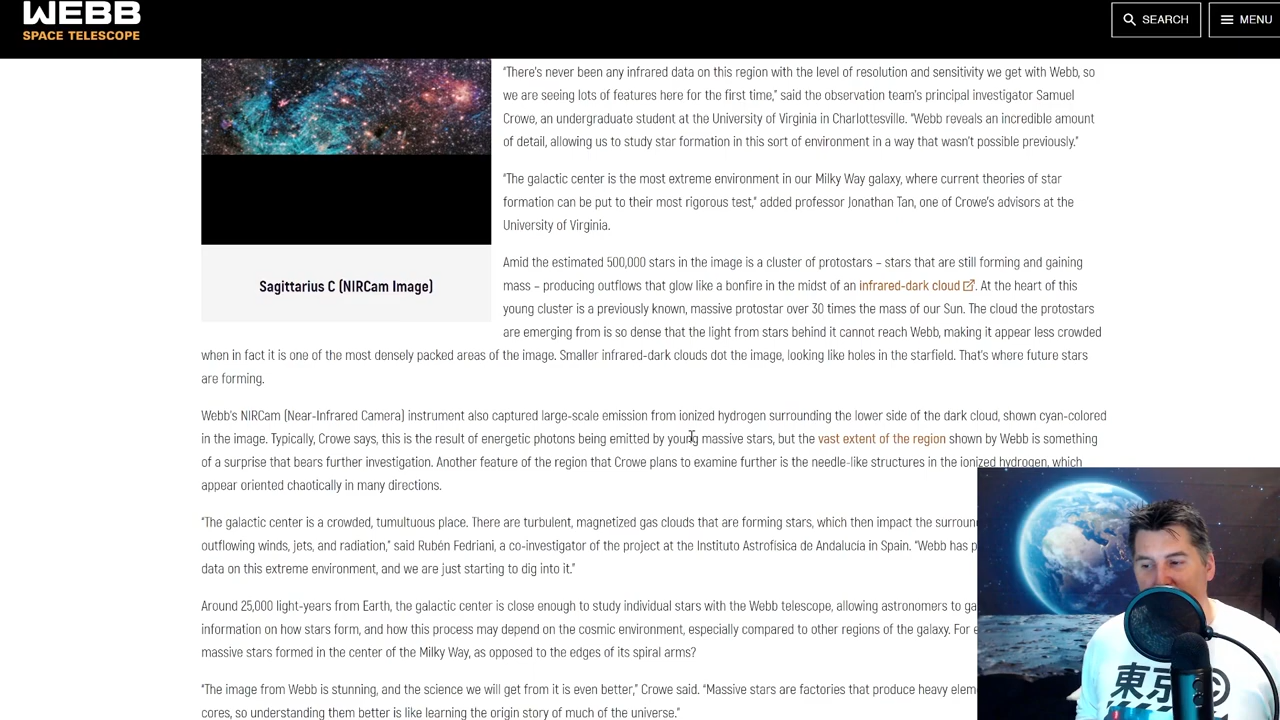 WEBB
SPACE TELESCOPE
SEARCH
MENU
"There's never been any infrared data on this region with the level of resolution and sensitivity we get with Webb, so
we are seeing lots of features here for the first time," said the observation team's principal investigator Samuel
Crowe, an undergraduate student at the University of Virginia in Charlottesville. "Webb reveals an incredible amount
of detail, allowing us to study star formation in this sort of environment in a way that wasn't possible previously."
"The galactic center is the most extreme environment in our Milky Way galaxy, where current theories of star
formation can be put to their most rigorous test," added professor Jonathan Tan, one of Crowe's advisors at the
University of Virginia.
Sagittarius C (NIRCam Image)
Amid the estimated 500,000 stars in the image is a cluster of protostars – stars that are still forming and gaining
mass – producing outflows that glow like a bonfire in the midst of an infrared-dark cloud. At the heart of this
young cluster is a previously known, massive protostar over 30 times the mass of our Sun. The cloud the protostars
are emerging from is so dense that the light from stars behind it cannot reach Webb, making it appear less crowded
when in fact it is one of the most densely packed areas of the image. Smaller infrared-dark clouds dot the image, looking like holes in the starfield. That's where future stars
are forming.
Webb's NIRCam (Near-Infrared Camera) instrument also captured large-scale emission from ionized hydrogen surrounding the lower side of the dark cloud, shown cyan-colored
in the image. Typically, Crowe says, this is the result of energetic photons being emitted by young massive stars, but the vast extent of the region shown by Webb is something
of a surprise that bears further investigation. Another feature of the region that Crowe plans to examine further is the needle-like structures in the ionized hydrogen, which
appear oriented chaotically in many directions.
"The galactic center is a crowded, tumultuous place. There are turbulent, magnetized gas clouds that are forming stars, which then impact the
outflowing winds, jets, and radiation," said Rubén Fedriani, a co-investigator of the project at the Instituto Astrofísica de Andalucía in Spain. "Webb has
data on this extreme environment, and we are just starting to dig into it."
Around 25,000 light-years from Earth, the galactic center is close enough to study individual stars with the Webb telescope, allowing astronomers to
information on how stars form, and how this process may depend on the cosmic environment, especially compared to other regions of the galaxy. For
massive stars formed in the center of the Milky Way, as opposed to the edges of its spiral arms?
"The image from Webb is stunning, and the science we will get from it is even better," Crowe said. "Massive stars are factories that produce heavy
cores, so understanding them better is like learning the origin story of much of the universe."
東京